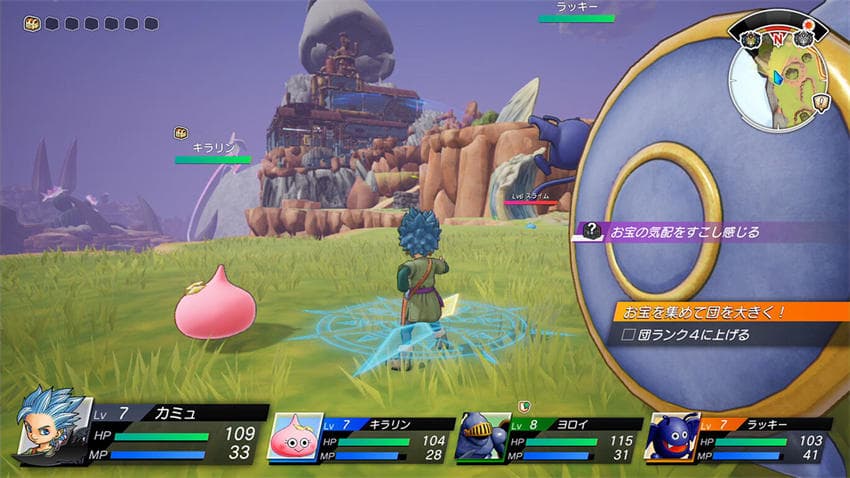 ラッキー
N
キラリン
Lv6 スライム
お宝の気配をすこし感じる
お宝を集めて団を大きく！
団ランク4に上げる
Lv 7 カミュ
HP 109
MP 33
Lv 7 キラリン
HP 104
MP 28
Lv 8 ヨロイ
HP 115
MP 31
Lv 7 ラッキー
HP 103
MP 41